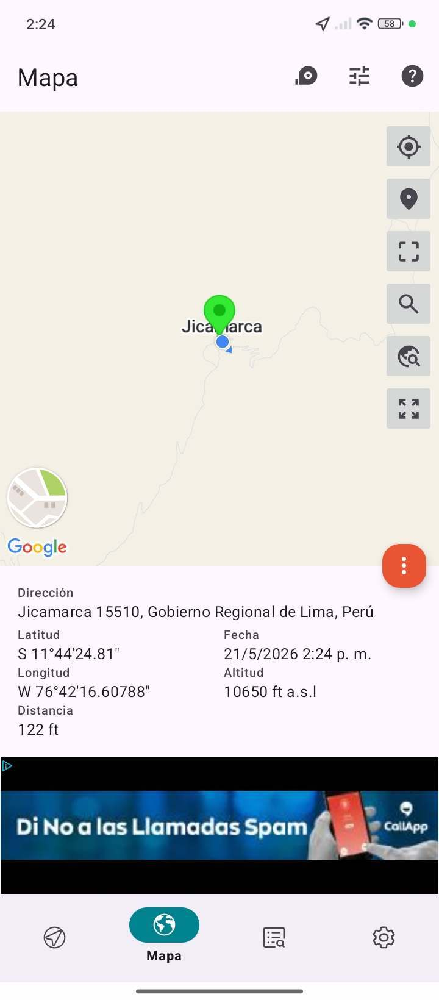 2:24
58
Mapa
Jicamarca
Google
Dirección
Jicamarca 15510, Gobierno Regional de Lima, Perú
Latitud
S 11°44'24.81"
Fecha
21/5/2026 2:24 p. m.
Longitud
W 76°42'16.60788"
Altitud
10650 ft a.s.l
Distancia
122 ft
Di No a las Llamadas Spam
CallApp
Mapa